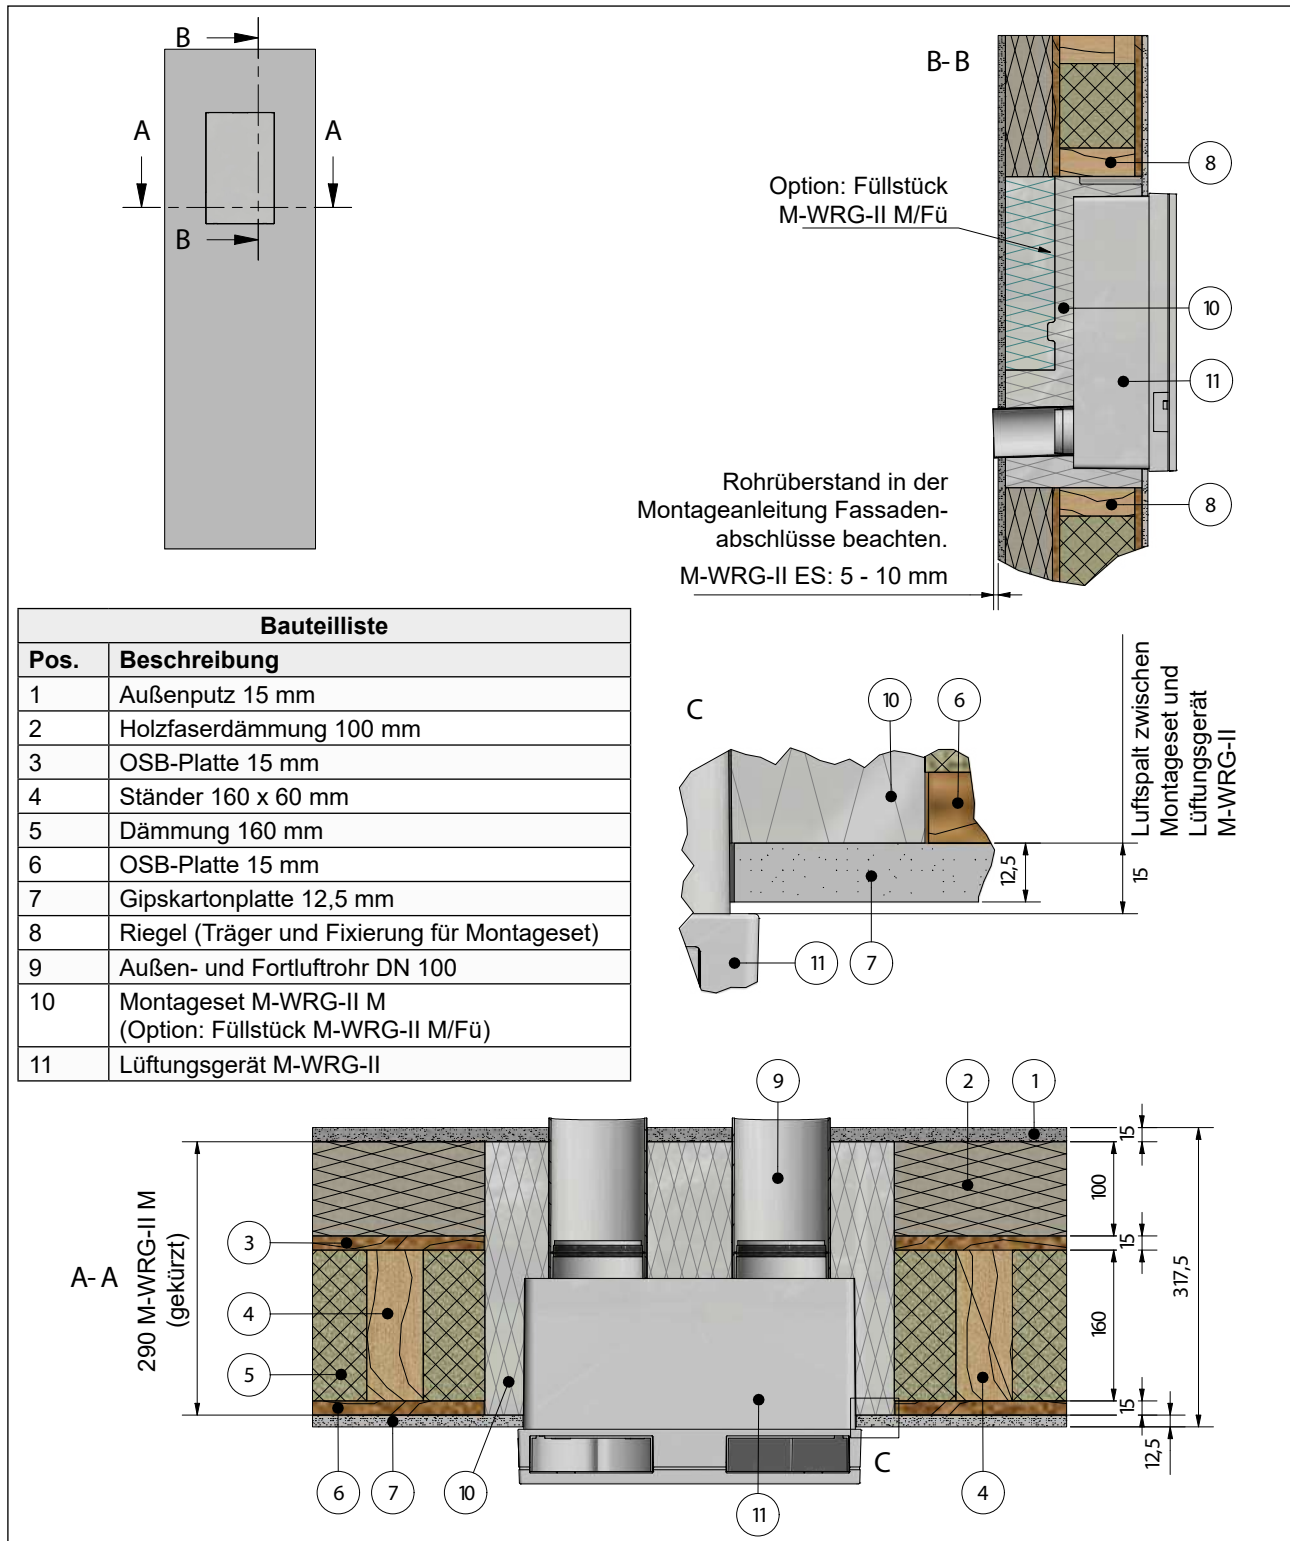 B
A
A
B
B-B
8
Option: Füllstück
M-WRG-II M/Fü
10
11
Rohrüberstand in der
Montageanleitung Fassaden-
abschlüsse beachten.
M-WRG-II ES: 5 - 10 mm
8
Bauteilliste
Pos. Beschreibung
1 Außenputz 15 mm
2 Holzfaserdämmung 100 mm
3 OSB-Platte 15 mm
4 Ständer 160 x 60 mm
5 Dämmung 160 mm
6 OSB-Platte 15 mm
7 Gipskartonplatte 12,5 mm
8 Riegel (Träger und Fixierung für Montageset)
9 Außen- und Fortluftrohr DN 100
10 Montageset M-WRG-II M
(Option: Füllstück M-WRG-II M/Fü)
11 Lüftungsgerät M-WRG-II
C
10
6
12,5
15
Luftspalt zwischen
Montageset und
Lüftungsgerät
M-WRG-II
11
7
9
2
1
15
100
15
160
15
12,5
317,5
A-A
290 M-WRG-II M
(gekürzt)
3
4
5
6
7
10
11
C
4